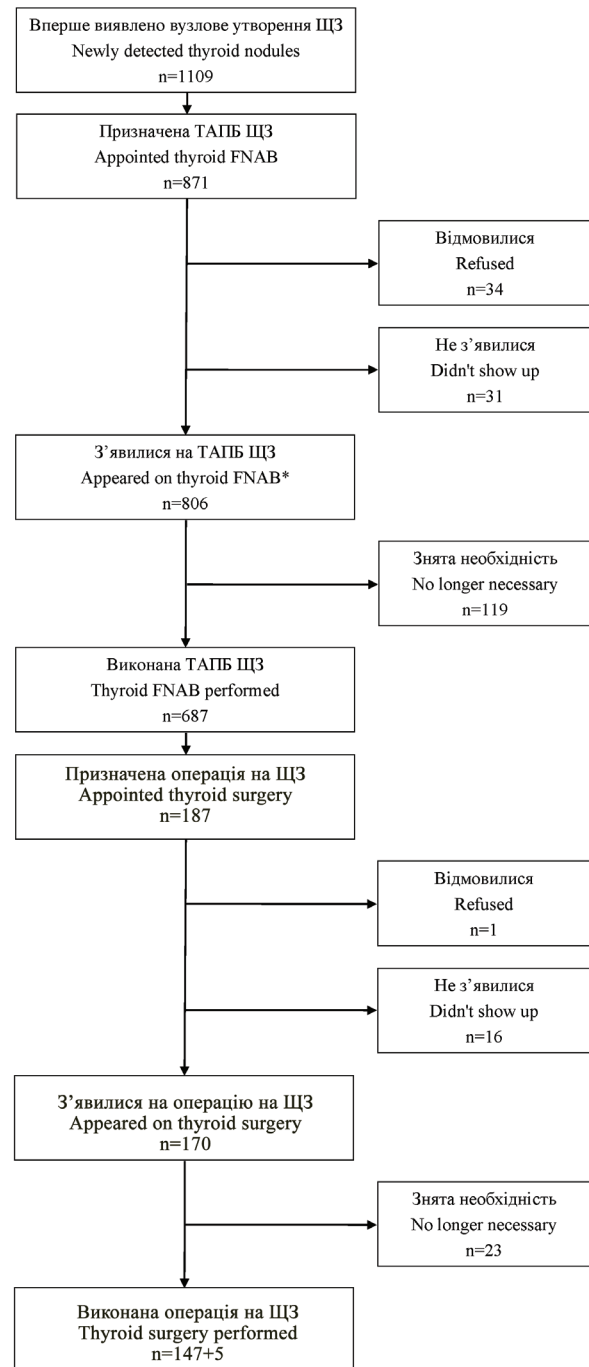 Вперше виявлено вузлове утворення ЩЗ
Newly detected thyroid nodules
n=1109
Призначена ТАПБ ЩЗ
Appointed thyroid FNAB
n=871
Відмовилися
Refused
n=34
Не з’явилися
Didn't show up
n=31
З’явилися на ТАПБ ЩЗ
Appeared on thyroid FNAB*
n=806
Знята необхідність
No longer necessary
n=119
Виконана ТАПБ ЩЗ
Thyroid FNAB performed
n=687
Призначена операція на ЩЗ
Appointed thyroid surgery
n=187
Відмовилися
Refused
n=1
Не з’явилися
Didn't show up
n=16
З’явилися на операцію на ЩЗ
Appeared on thyroid surgery
n=170
Знята необхідність
No longer necessary
n=23
Виконана операція на ЩЗ
Thyroid surgery performed
n=147+5